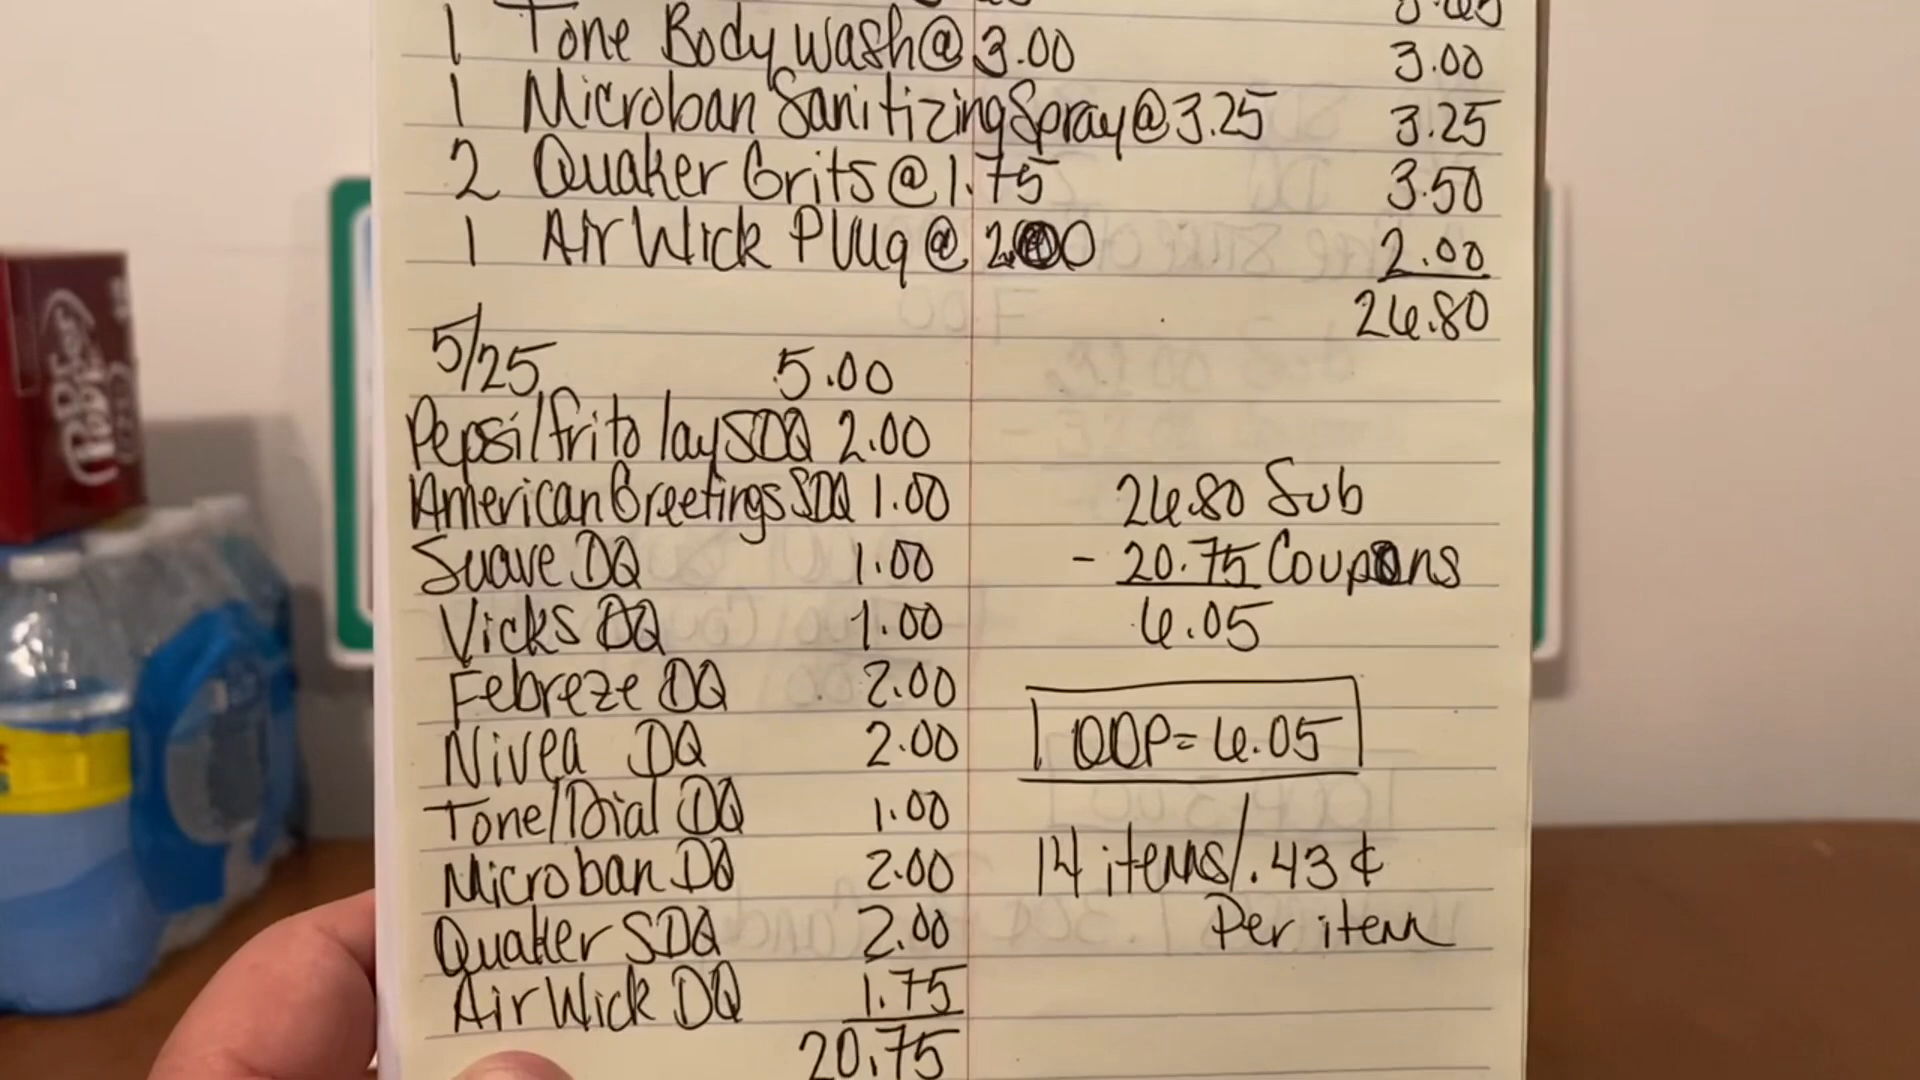 1 Tone Body Wash @ 3.00 3.00
1 Microban Sanitizing Spray @ 3.25 3.25
2 Quaker Grits @ 1.75 3.50
1 Air Wick Plug @ 2.00 2.00
26.80
5/25 5.00
Pepsi/frito lay SDQ 2.00
American Greetings SDQ 1.00
Suave DQ 1.00
Vicks DQ 1.00
Febreze DQ 2.00
Nivea DQ 2.00
Tone/Dial DQ 1.00
Microban DQ 2.00
Quaker SDQ 2.00
Air Wick DQ 1.75
20.75
26.80 Sub
- 20.75 Coupons
6.05
OOP = 6.05
14 items/.43 ¢
Per item
Dr Pepper